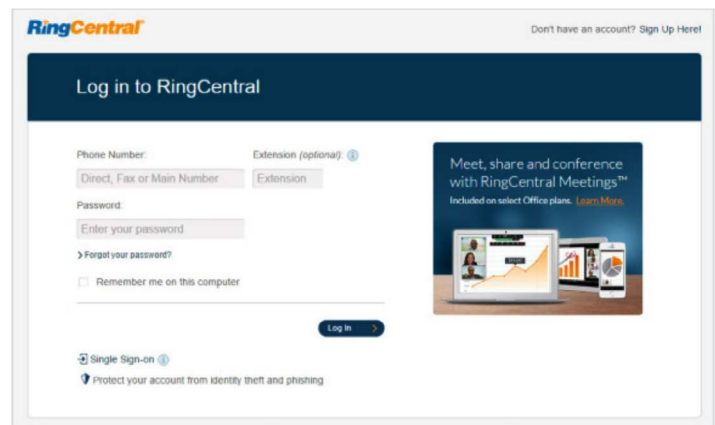 RingCentral
Don't have an account? Sign Up Here!
Log in to RingCentral
Phone Number:
Extension (optional):
Direct, Fax or Main Number
Extension
Password:
Enter your password
Forgot your password?
Remember me on this computer
Log In
Single Sign-on
Protect your account from identity theft and phishing
Meet, share and conference
with RingCentral Meetings™
Included on select Office plans. Learn More.